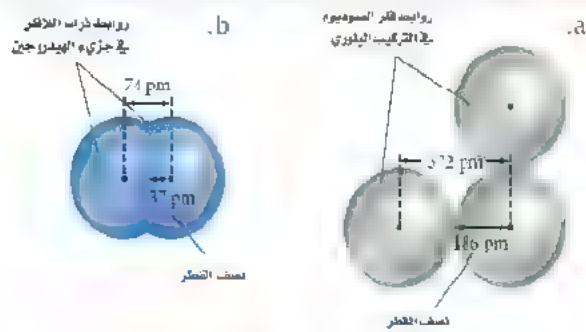 a.
روابط فلز الصوديوم
في التركيب البلوري
372 pm
186 pm
نصف القطر
b.
روابط ذرات اللافلز
في جزيء الهيدروجين
74 pm
37 pm
نصف القطر